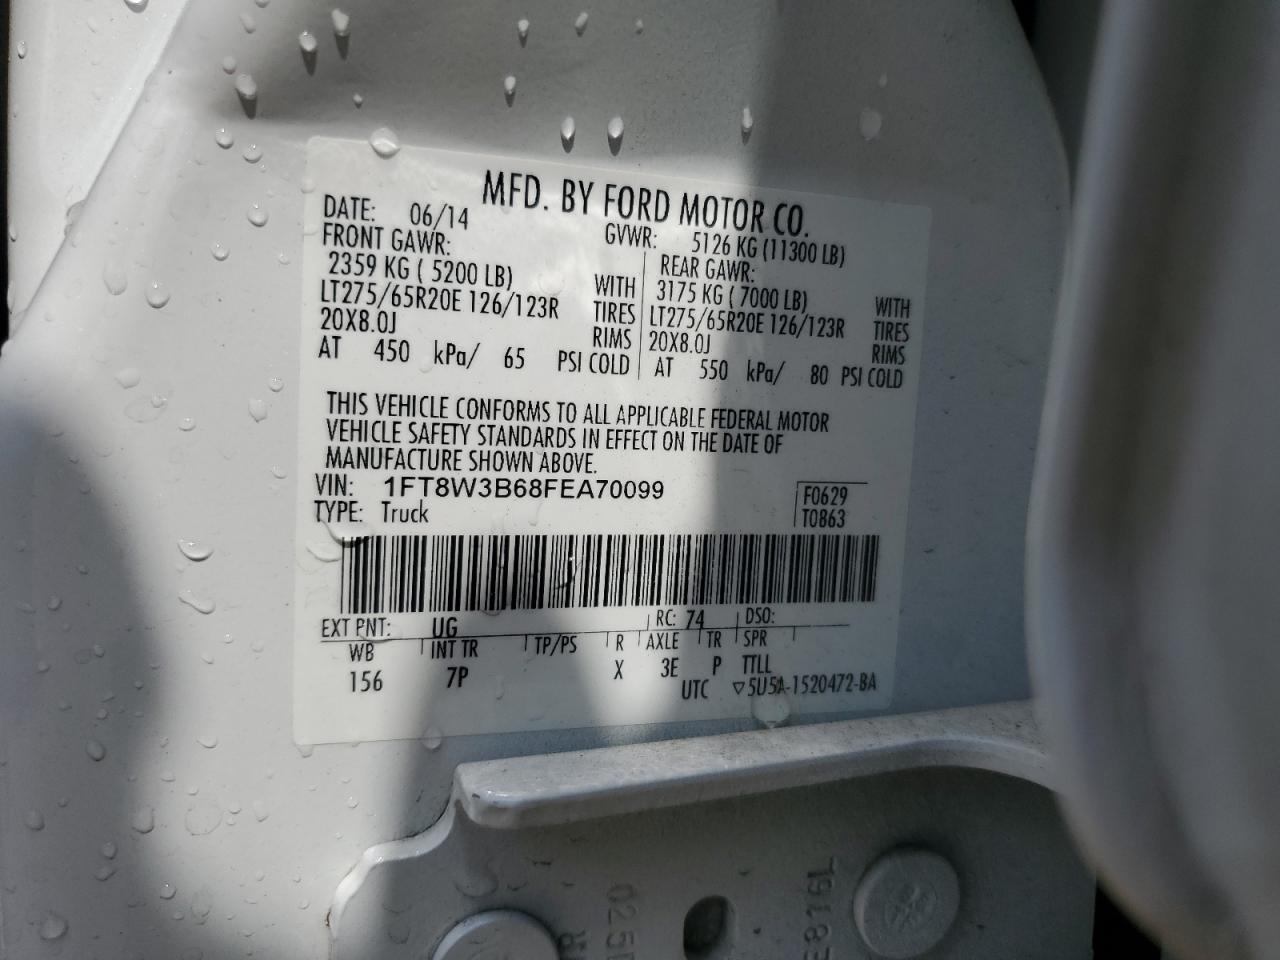 MFD. BY FORD MOTOR CO.
DATE: 06/14 GVWR: 5126 KG (11300 LB)
FRONT GAWR: REAR GAWR:
2359 KG ( 5200 LB) WITH 3175 KG ( 7000 LB) WITH
LT275/65R20E 126/123R TIRES LT275/65R20E 126/123R TIRES
20X8.0J RIMS 20X8.0J RIMS
AT 450 kPa/ 65 PSI COLD AT 550 kPa/ 80 PSI COLD
THIS VEHICLE CONFORMS TO ALL APPLICABLE FEDERAL MOTOR
VEHICLE SAFETY STANDARDS IN EFFECT ON THE DATE OF
MANUFACTURE SHOWN ABOVE.
VIN: 1FT8W3B68FEA70099 F0629
TYPE: Truck T0863
EXT PNT: UG RC: 74 DSO:
WB INT TR TP/PS R AXLE TR SPR
156 7P X 3E P TTLL
UTC ▽5U5A-1520472-BA